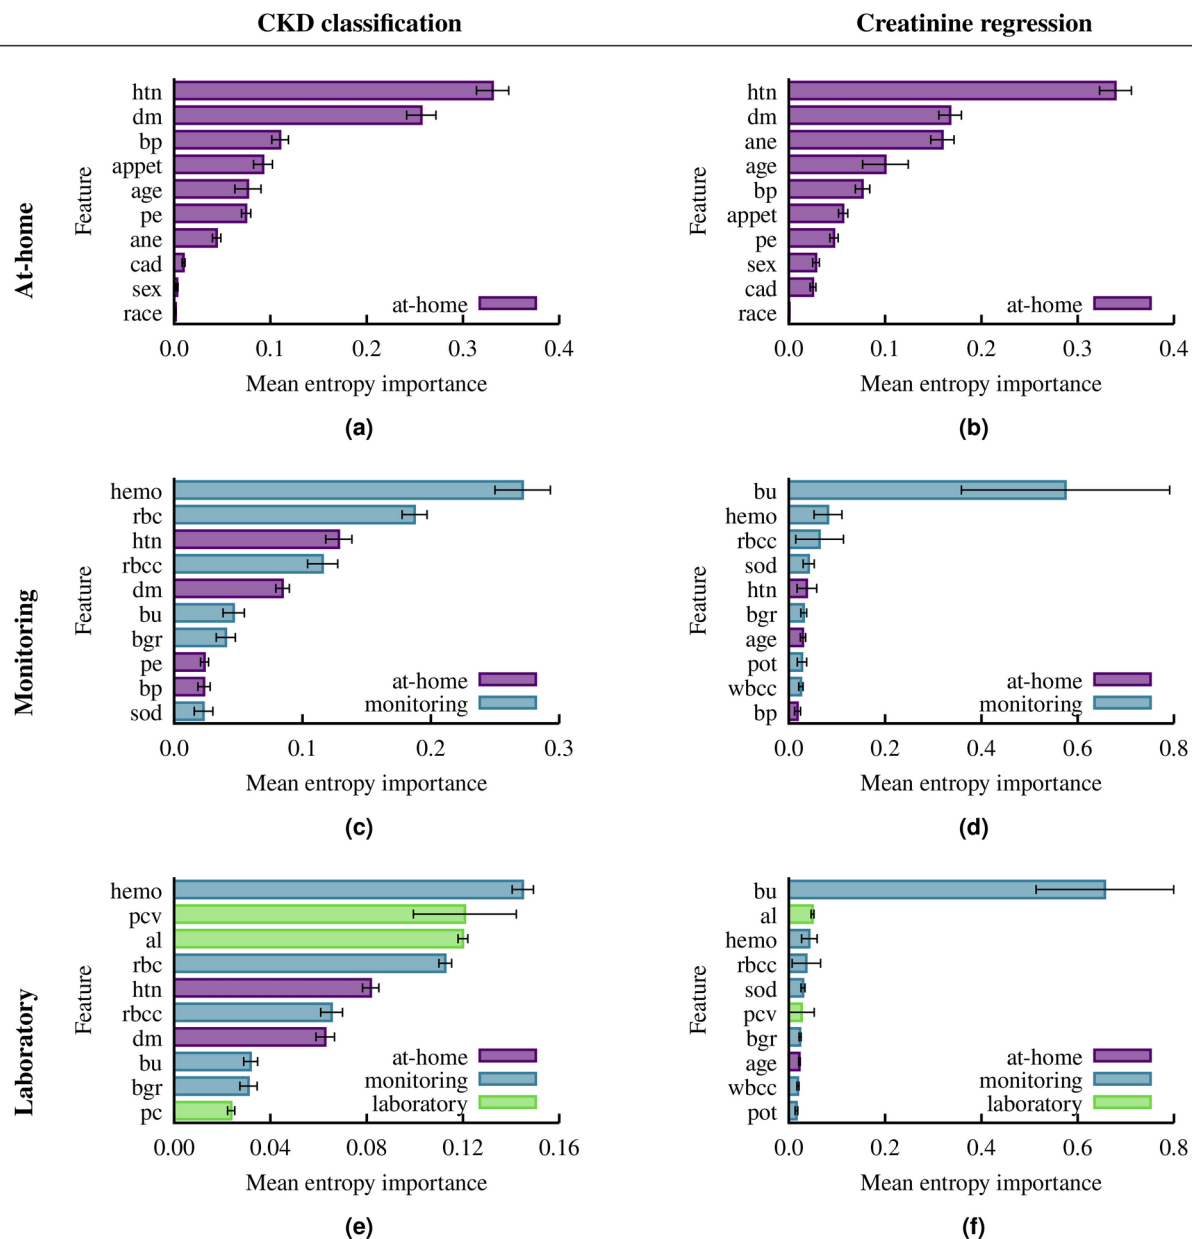 CKD classification
Creatinine regression
At-home
Feature
htn
dm
bp
appet
age
pe
ane
cad
sex
race
at-home
0.0 0.1 0.2 0.3 0.4
Mean entropy importance
(a)
Feature
htn
dm
ane
age
bp
appet
pe
sex
cad
race
at-home
0.0 0.1 0.2 0.3 0.4
Mean entropy importance
(b)
Monitoring
Feature
hemo
rbc
htn
rbcc
dm
bu
bgr
pe
bp
sod
at-home
monitoring
0.0 0.1 0.2 0.3
Mean entropy importance
(c)
Feature
bu
hemo
rbcc
sod
htn
bgr
age
pot
wbcc
bp
at-home
monitoring
0.0 0.2 0.4 0.6 0.8
Mean entropy importance
(d)
Laboratory
Feature
hemo
pcv
al
rbc
htn
rbcc
dm
bu
bgr
pc
at-home
monitoring
laboratory
0.00 0.04 0.08 0.12 0.16
Mean entropy importance
(e)
Feature
bu
al
hemo
rbcc
sod
pcv
bgr
age
wbcc
pot
at-home
monitoring
laboratory
0.0 0.2 0.4 0.6 0.8
Mean entropy importance
(f)